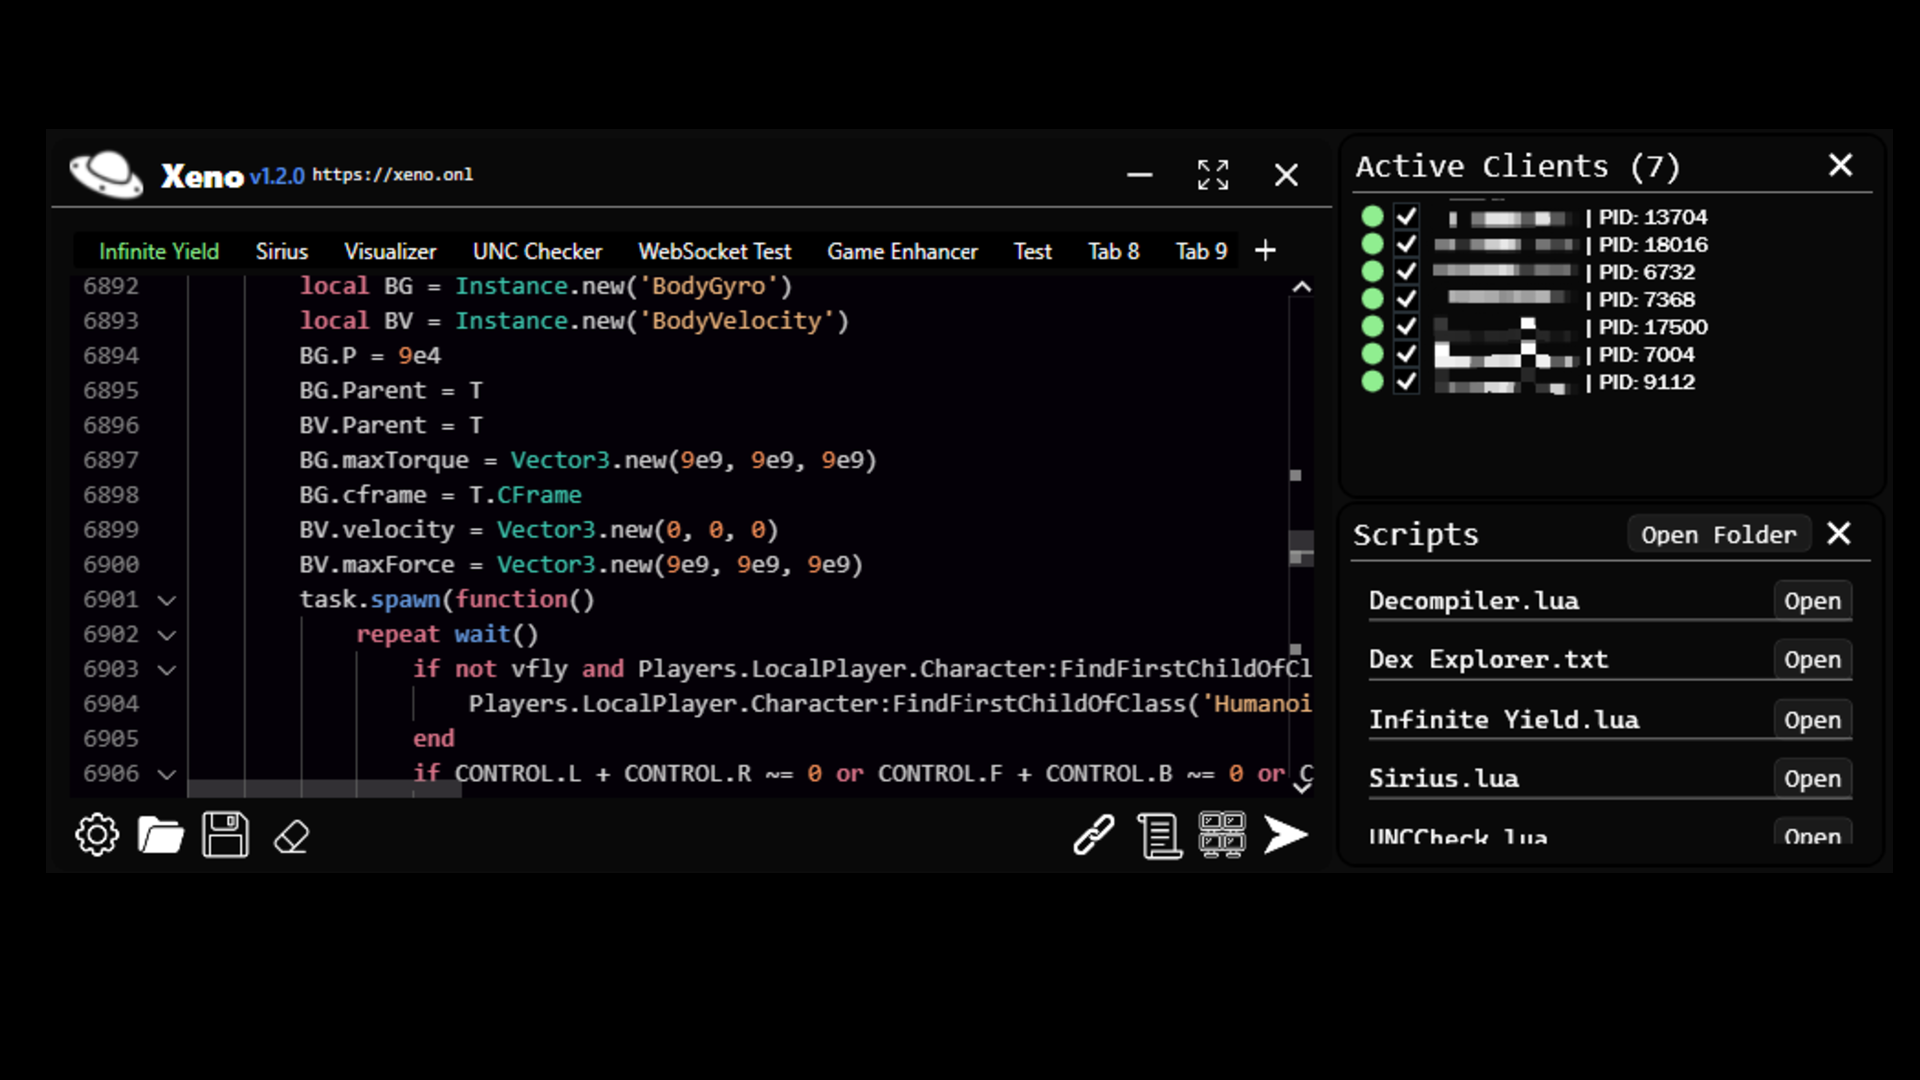 Xeno v1.2.0 https://xeno.onl
Infinite Yield Sirius Visualizer UNC Checker WebSocket Test Game Enhancer Test Tab 8 Tab 9 +
6892 local BG = Instance.new('BodyGyro')
6893 local BV = Instance.new('BodyVelocity')
6894 BG.P = 9e4
6895 BG.Parent = T
6896 BV.Parent = T
6897 BG.maxTorque = Vector3.new(9e9, 9e9, 9e9)
6898 BG.cframe = T.CFrame
6899 BV.velocity = Vector3.new(0, 0, 0)
6900 BV.maxForce = Vector3.new(9e9, 9e9, 9e9)
6901 task.spawn(function()
6902 repeat wait()
6903 if not vfly and Players.LocalPlayer.Character:FindFirstChildOfCl
6904 Players.LocalPlayer.Character:FindFirstChildOfClass('Humanoi
6905 end
6906 if CONTROL.L + CONTROL.R ~= 0 or CONTROL.F + CONTROL.B ~= 0 or C
Active Clients (7)
| PID: 13704
| PID: 18016
| PID: 6732
| PID: 7368
| PID: 17500
| PID: 7004
| PID: 9112
Scripts Open Folder
Decompiler.lua Open
Dex Explorer.txt Open
Infinite Yield.lua Open
Sirius.lua Open
UNCCheck.lua Open